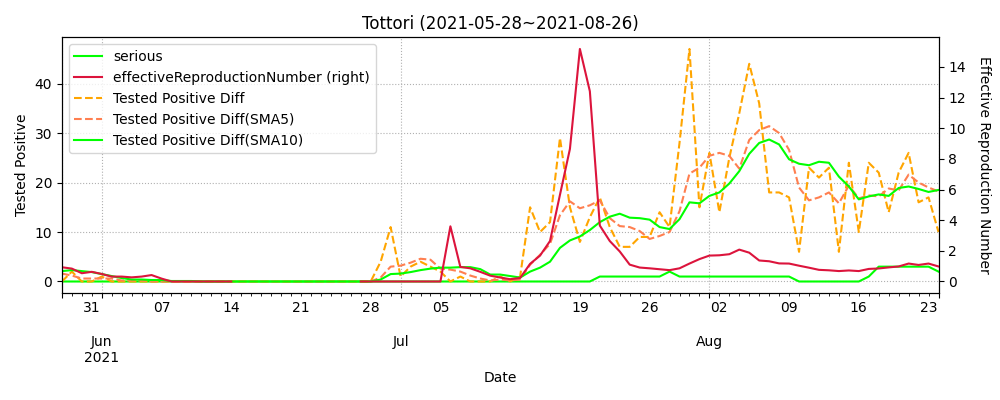 Tottori (2021-05-28~2021-08-26)
serious
effectiveReproductionNumber (right)
Tested Positive Diff
Tested Positive Diff(SMA5)
Tested Positive Diff(SMA10)
Tested Positive
40
30
20
10
0
14
12
10
8
6
4
2
0
Effective Reproduction Number
31 07 14 21 28 05 12 19 26 02 09 16 23
Jun Jul Aug
2021
Date